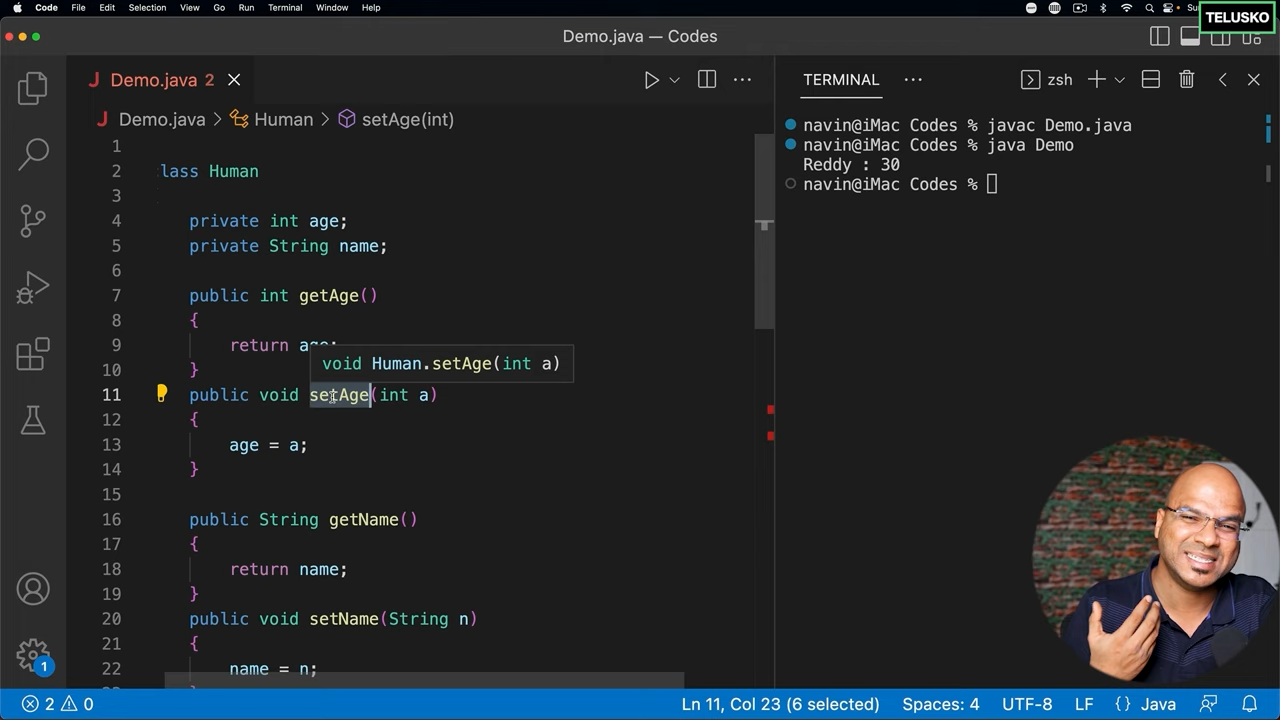 Code File Edit Selection View Go Run Terminal Window Help
TELUSKO
Demo.java — Codes
Demo.java 2
TERMINAL
zsh
Demo.java > Human > setAge(int)
1
2 lass Human
3
4 private int age;
5 private String name;
6
7 public int getAge()
8 {
9 return age;
void Human.setAge(int a)
10 }
11 public void setAge(int a)
12 {
13 age = a;
14 }
15
16 public String getName()
17 {
18 return name;
19 }
20 public void setName(String n)
21 {
22 name = n;
navin@iMac Codes % javac Demo.java
navin@iMac Codes % java Demo
Reddy : 30
navin@iMac Codes %
1
2 0
Ln 11, Col 23 (6 selected)
Spaces: 4
UTF-8
LF
{} Java